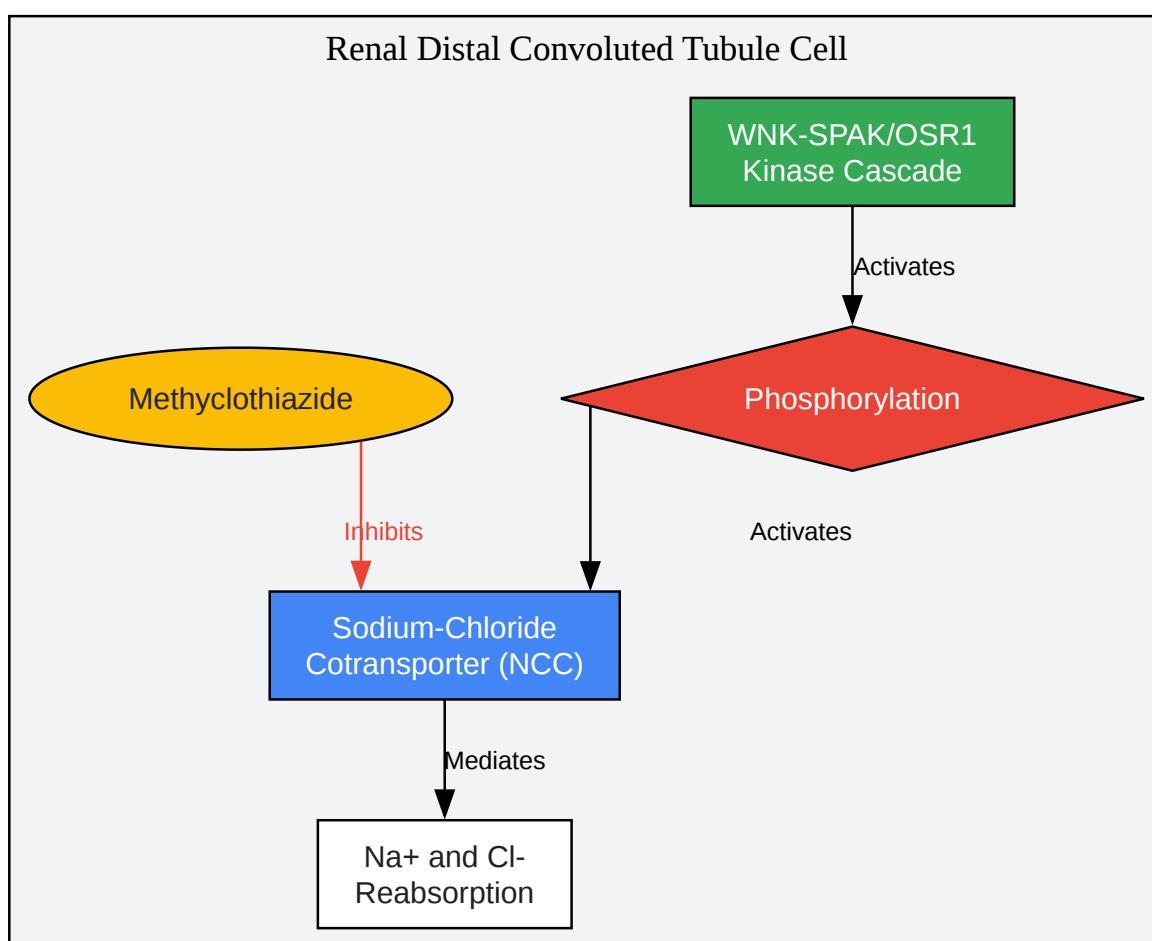 Renal Distal Convoluted Tubule Cell
WNK-SPAK/OSR1
Kinase Cascade
Activates
Methyclothiazide
Phosphorylation
Inhibits
Activates
Sodium-Chloride
Cotransporter (NCC)
Mediates
Na+ and Cl-
Reabsorption